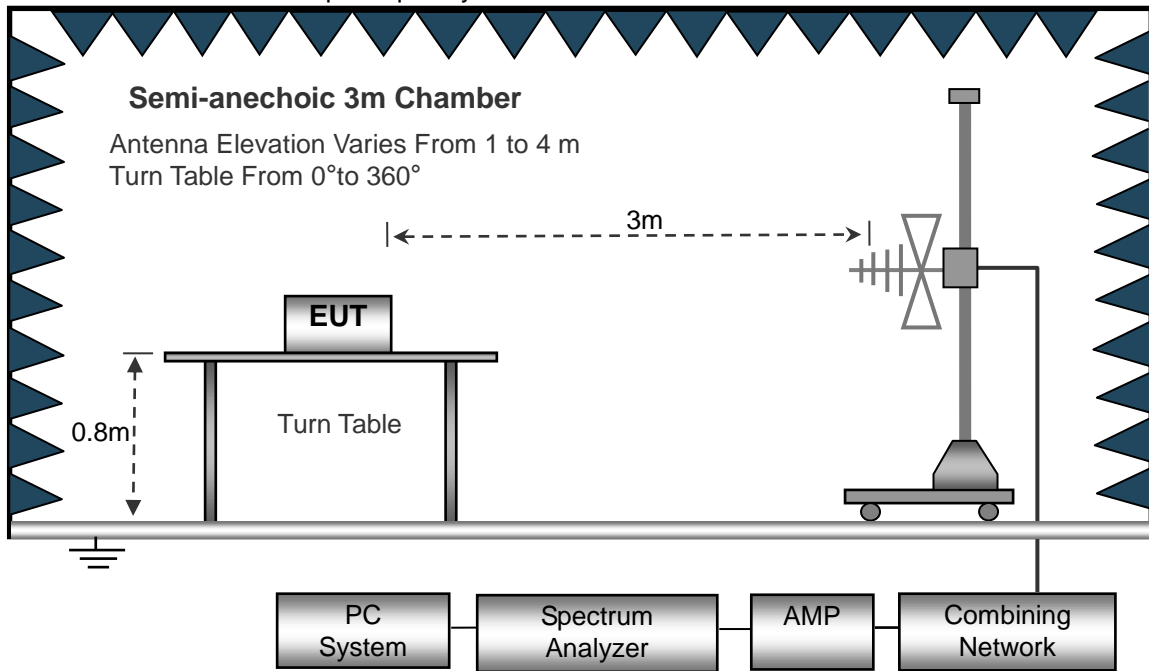 Semi-anechoic 3m Chamber
Antenna Elevation Varies From 1 to 4 m
Turn Table From 0°to 360°
3m
EUT
0.8m
Turn Table
PC
System
Spectrum
Analyzer
AMP
Combining
Network